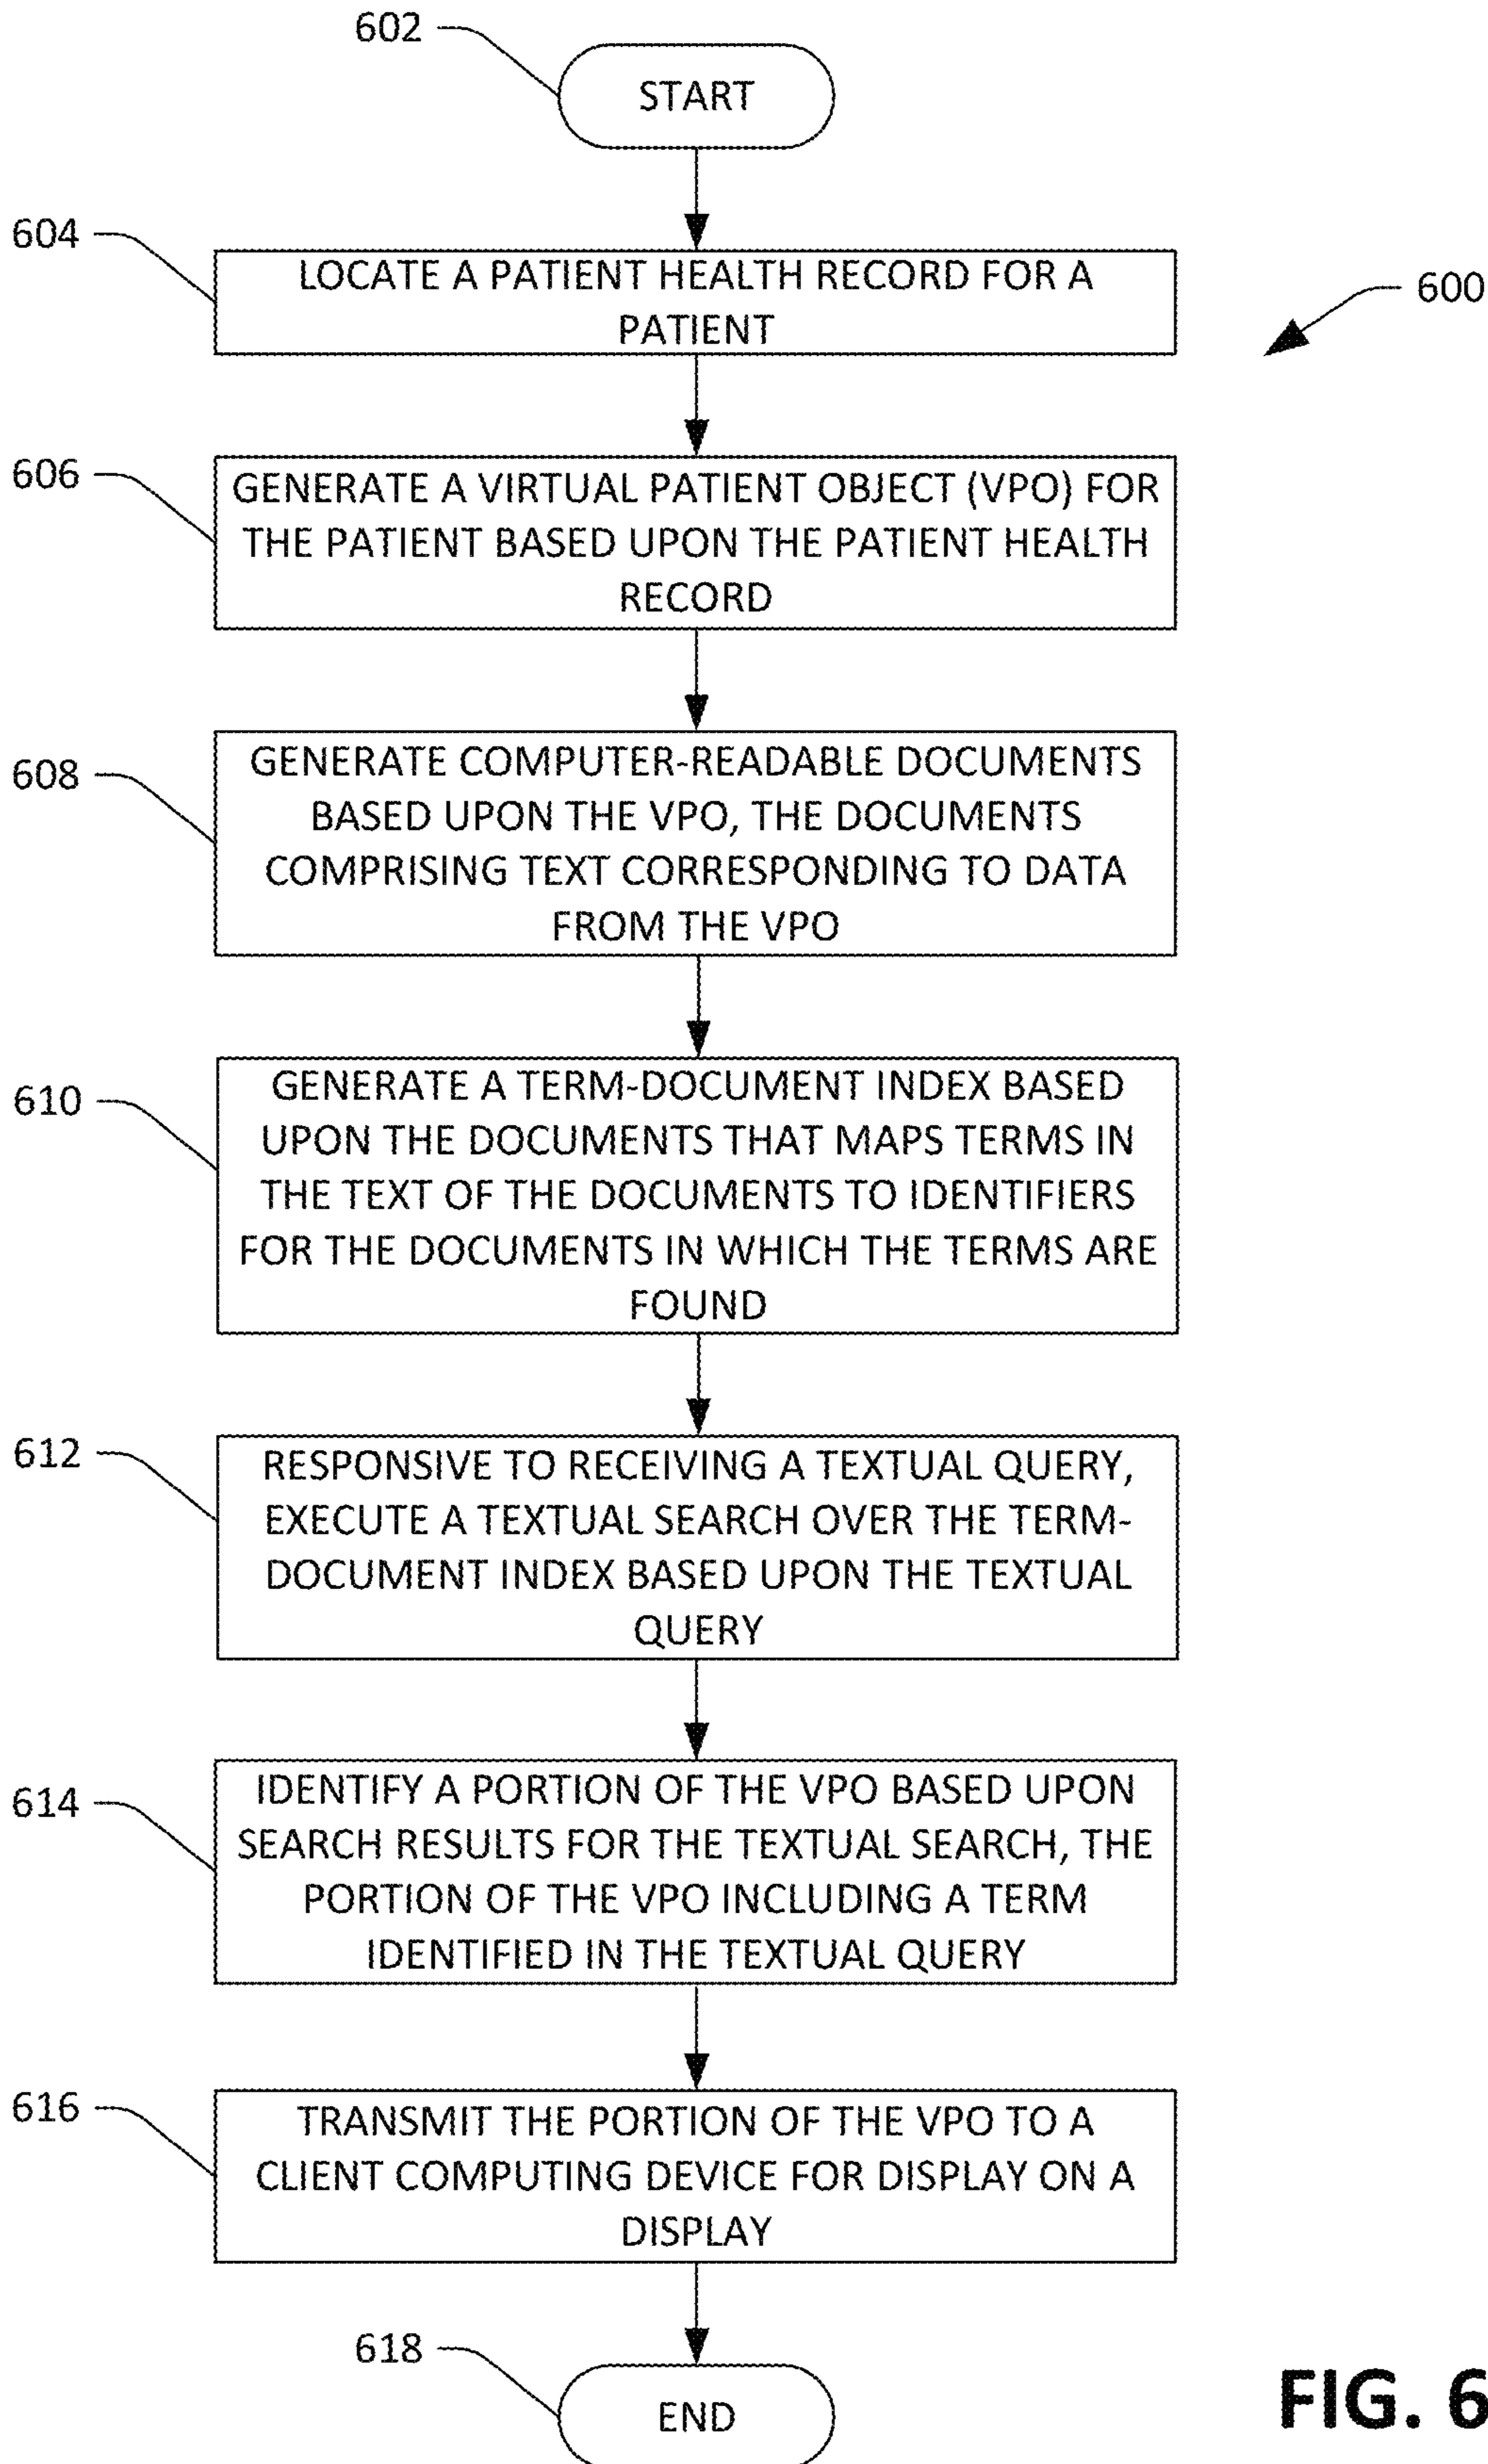 602
START
604
LOCATE A PATIENT HEALTH RECORD FOR A
PATIENT
600
606
GENERATE A VIRTUAL PATIENT OBJECT (VPO) FOR
THE PATIENT BASED UPON THE PATIENT HEALTH
RECORD
608
GENERATE COMPUTER-READABLE DOCUMENTS
BASED UPON THE VPO, THE DOCUMENTS
COMPRISING TEXT CORRESPONDING TO DATA
FROM THE VPO
610
GENERATE A TERM-DOCUMENT INDEX BASED
UPON THE DOCUMENTS THAT MAPS TERMS IN
THE TEXT OF THE DOCUMENTS TO IDENTIFIERS
FOR THE DOCUMENTS IN WHICH THE TERMS ARE
FOUND
612
RESPONSIVE TO RECEIVING A TEXTUAL QUERY,
EXECUTE A TEXTUAL SEARCH OVER THE TERM-
DOCUMENT INDEX BASED UPON THE TEXTUAL
QUERY
614
IDENTIFY A PORTION OF THE VPO BASED UPON
SEARCH RESULTS FOR THE TEXTUAL SEARCH, THE
PORTION OF THE VPO INCLUDING A TERM
IDENTIFIED IN THE TEXTUAL QUERY
616
TRANSMIT THE PORTION OF THE VPO TO A
CLIENT COMPUTING DEVICE FOR DISPLAY ON A
DISPLAY
618
END
FIG. 6